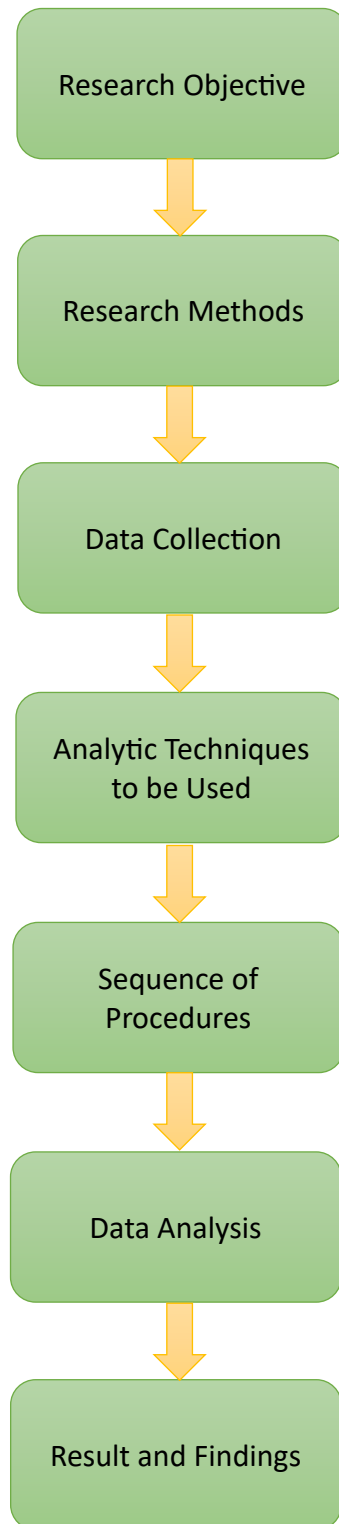 Research Objective
Research Methods
Data Collection
Analytic Techniques
to be Used
Sequence of
Procedures
Data Analysis
Result and Findings